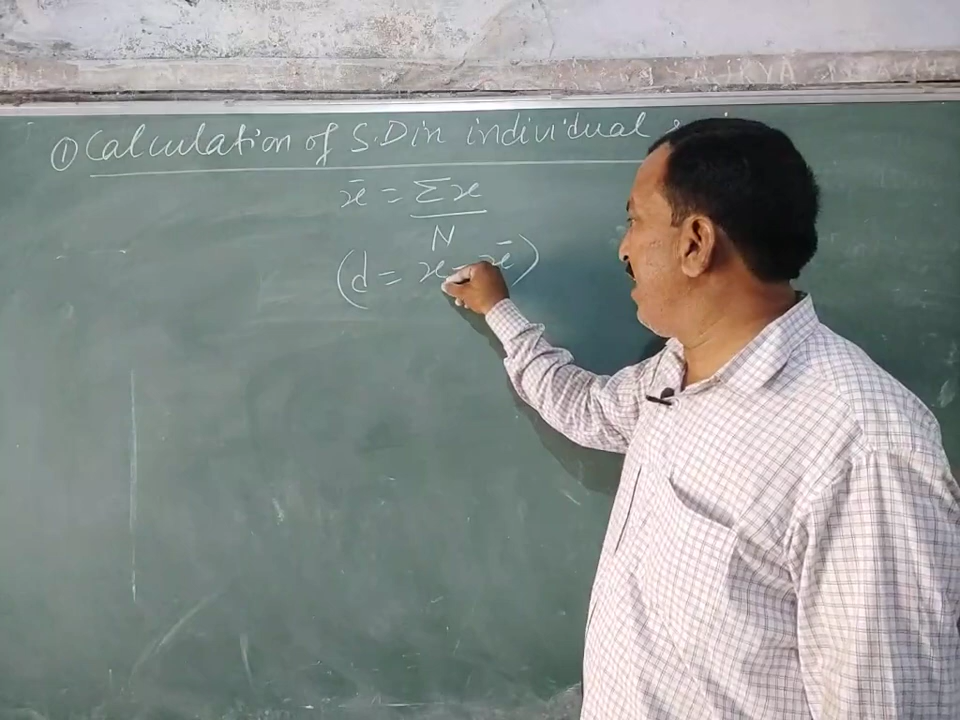 ① Calculation of S.D in individual
x̄ = Σx
N
(d = x - x̄)